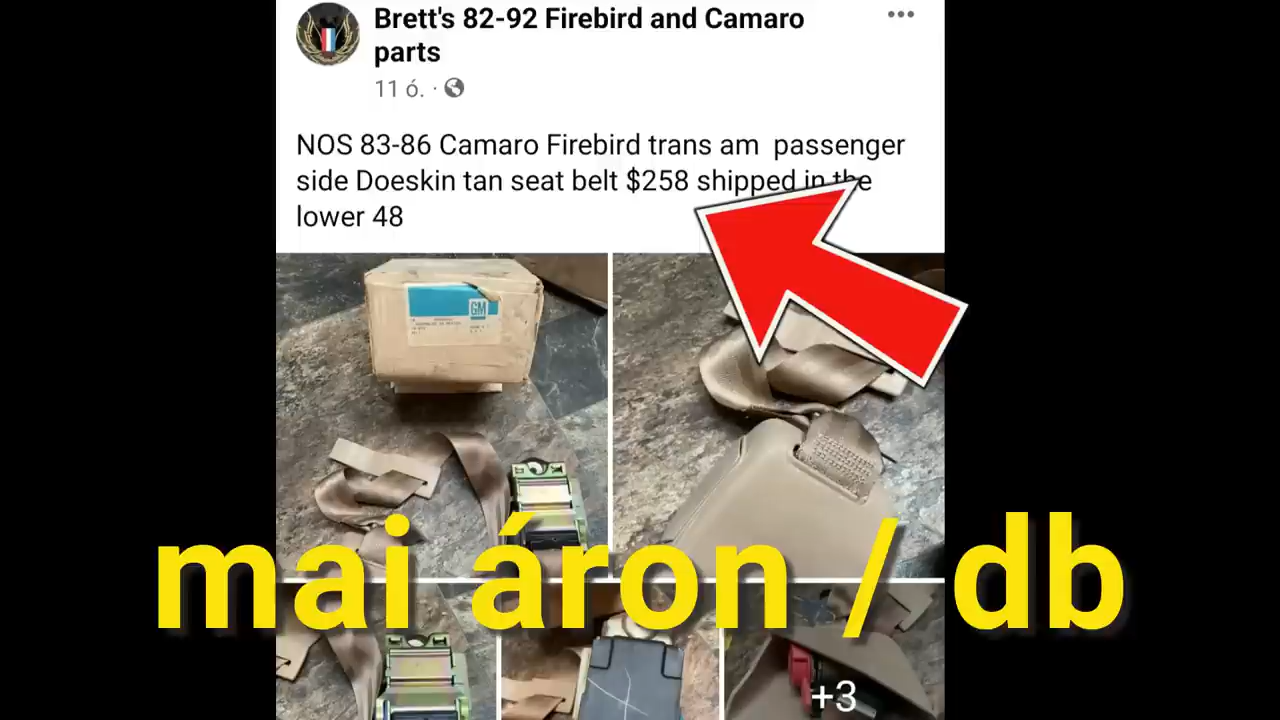 Brett's 82-92 Firebird and Camaro
parts
11 ó. ·
NOS 83-86 Camaro Firebird trans am passenger
side Doeskin tan seat belt $258 shipped in the
lower 48
GM
mai áron / db
+3